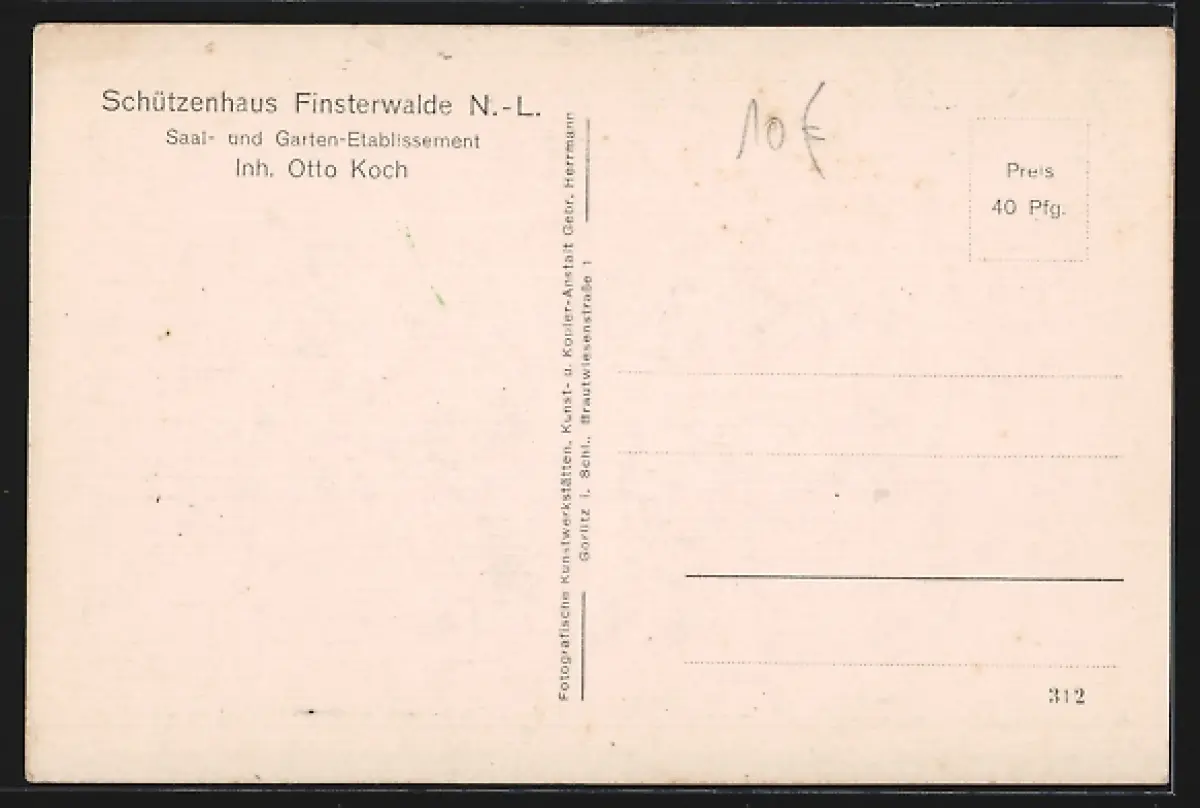 Schützenhaus Finsterwalde N.-L.
Saal- und Garten-Etablissement
Inh. Otto Koch
Fotografische Kunstwerkstätten, Kunst- u. Kopier-Anstalt Gebr. Herrmann
Görlitz i. Schl., Brautwiesenstraße 1
10 €
Preis
40 Pfg.
312